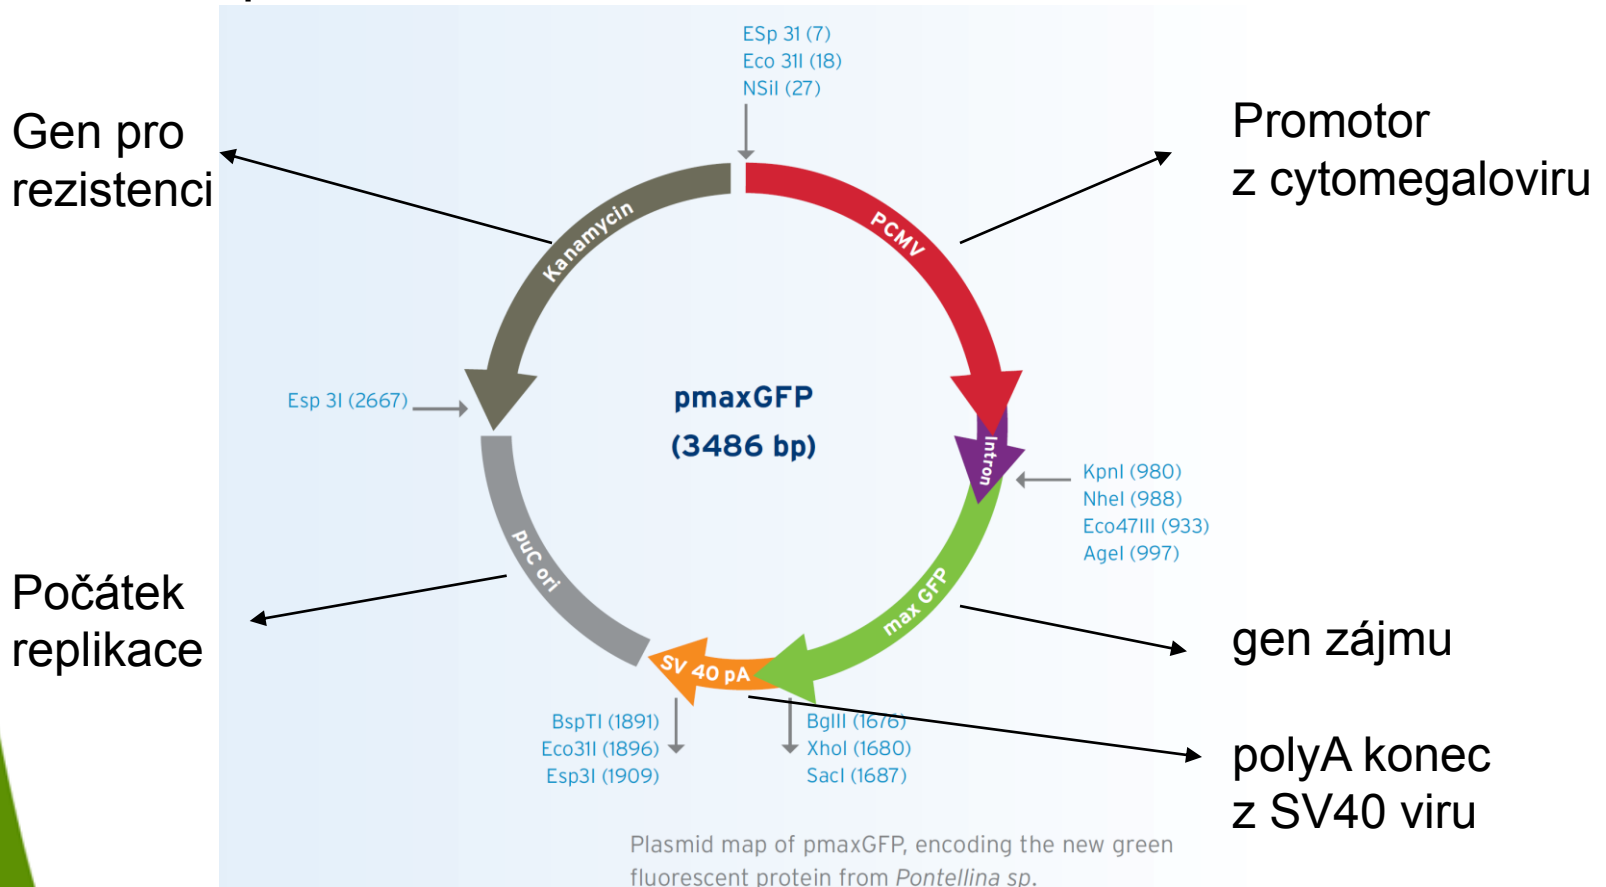 ESp 31 (7)
Eco 31I (18)
NSiI (27)
Gen pro
rezistenci
Promotor
z cytomegaloviru
Kanamycin
PCMV
Esp 3I (2667)
pmaxGFP
(3486 bp)
Intron
KpnI (980)
NheI (988)
Eco47III (933)
AgeI (997)
puC ori
max GFP
Počátek
replikace
gen zájmu
SV 40 pA
BspTI (1891)
Eco31I (1896)
Esp3I (1909)
BglII (1676)
XhoI (1680)
SacI (1687)
polyA konec
z SV40 viru
Plasmid map of pmaxGFP, encoding the new green
fluorescent protein from Pontellina sp.